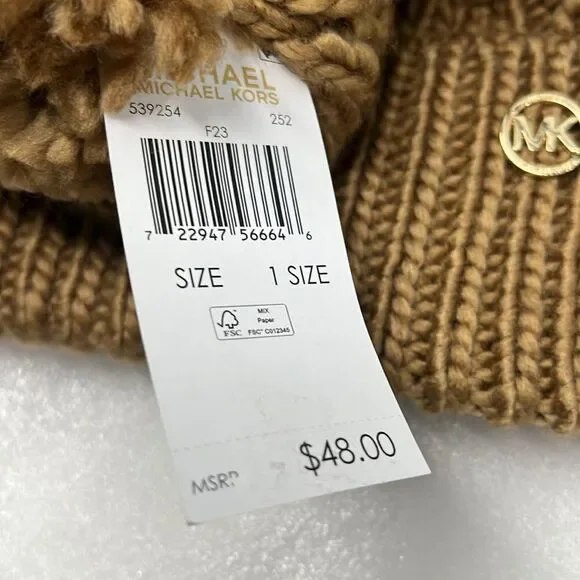 MICHAEL
MICHAEL KORS
539254 252
F23
7 22947 56664 6
SIZE 1 SIZE
FSC
MIX
Paper
FSC® C012345
MSRP $48.00
MK